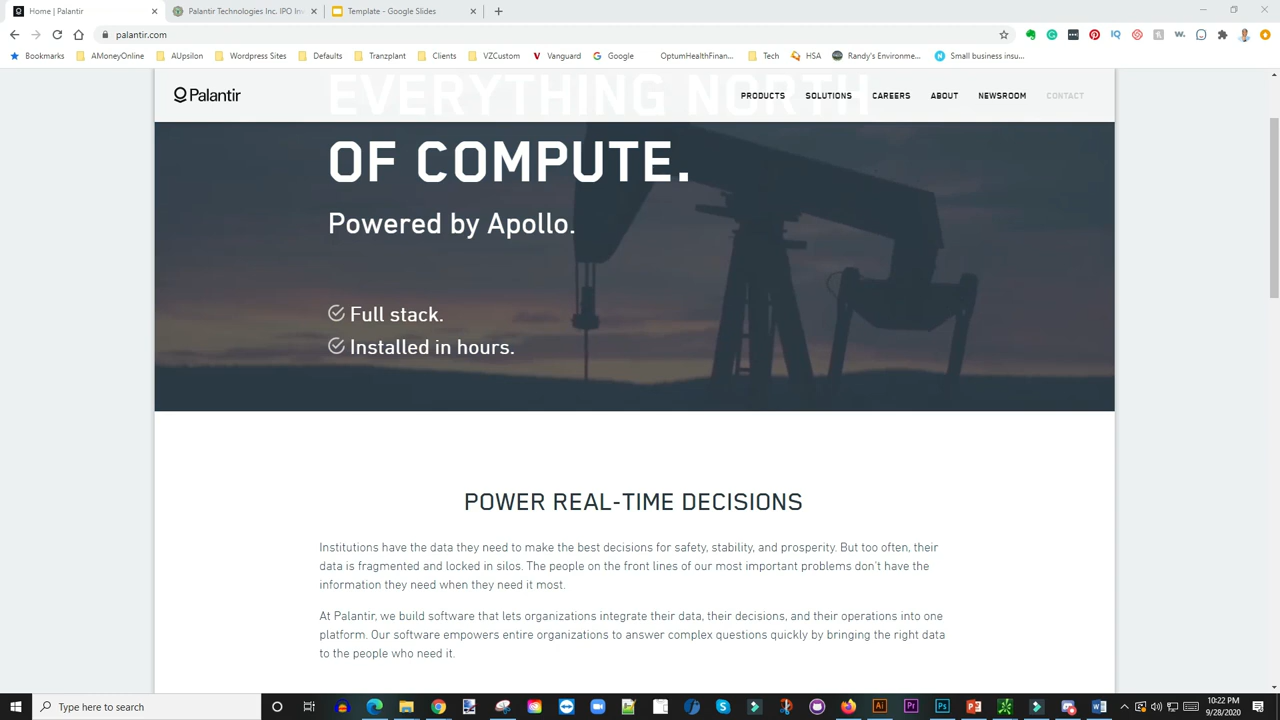 Home | Palantir
Palantir Technologies Inc. IPO Inv
Template - Google Slides
palantir.com
Bookmarks
AMoneyOnline
AUpsilon
Wordpress Sites
Defaults
Tranzplant
Clients
VZCustom
Vanguard
Google
OptumHealthFinan...
Tech
HSA
Randy's Environme...
Small business insu...
Palantir
PRODUCTS
SOLUTIONS
CAREERS
ABOUT
NEWSROOM
CONTACT
EVERYTHING NORTH
OF COMPUTE.
Powered by Apollo.
Full stack.
Installed in hours.
POWER REAL-TIME DECISIONS
Institutions have the data they need to make the best decisions for safety, stability, and prosperity. But too often, their
data is fragmented and locked in silos. The people on the front lines of our most important problems don't have the
information they need when they need it most.
At Palantir, we build software that lets organizations integrate their data, their decisions, and their operations into one
platform. Our software empowers entire organizations to answer complex questions quickly by bringing the right data
to the people who need it.
Type here to search
10:22 PM
9/28/2020